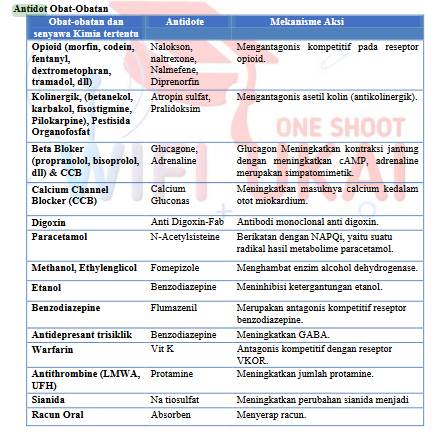 Antidot Obat-Obatan
Obat-obatan dan senyawa Kimia tertentu
Antidote
Mekanisme Aksi
Opioid (morfin, codein, fentanyl, dextrometophran, tramadol, dll)
Nalokson, naltrexone, Nalmefene, Diprenorfin
Mengantagonis kompetitif pada reseptor opioid.
Kolinergik, (betanekol, karbakol, fisostigmine, Pilokarpine), Pestisida Organofosfat
Atropin sulfat, Pralidoksim
Mengantagonis asetil kolin (antikolinergik).
Beta Bloker (propranolol, bisoprolol, dll) & CCB
Glucagone, Adrenaline
Glucagon Meningkatkan kontraksi jantung dengan meningkatkan cAMP, adrenaline merupakan simpatomimetik.
Calcium Channel Blocker (CCB)
Calcium Gluconas
Meningkatkan masuknya calcium kedalam otot miokardium.
Digoxin
Anti Digoxin-Fab
Antibodi monoclonal anti digoxin.
Paracetamol
N-Acetylsisteine
Berikatan dengan NAPQi, yaitu suatu radikal hasil metabolime paracetamol.
Methanol, Ethylenglicol
Fomepizole
Menghambat enzim alcohol dehydrogenase.
Etanol
Benzodiazepine
Meninhibisi ketergantungan etanol.
Benzodiazepine
Flumazenil
Merupakan antagonis kompetitif reseptor benzodiazepine.
Antidepresant trisiklik
Benzodiazepine
Meningkatkan GABA.
Warfarin
Vit K
Antagonis kompetitif dengan reseptor VKOR.
Antithrombine (LMWA, UFH)
Protamine
Meningkatkan jumlah protamine.
Sianida
Na tiosulfat
Meningkatkan perubahan sianida menjadi
Racun Oral
Absorben
Menyerap racun.
ONE SHOOT
WIFI UKAI